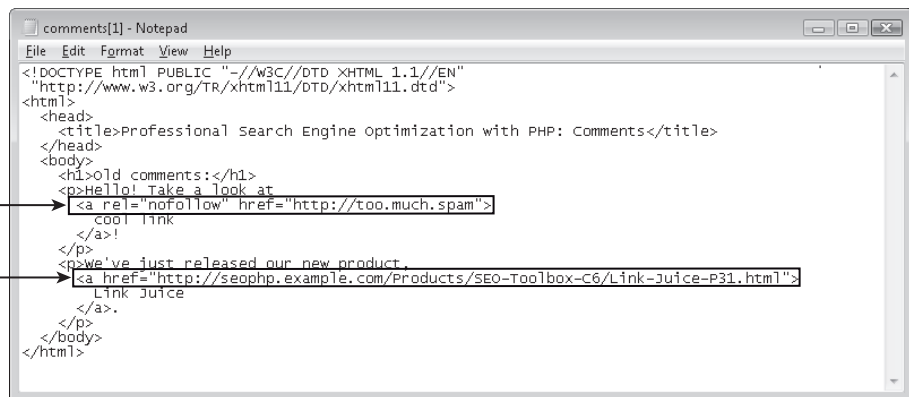 comments[1] - Notepad
File Edit Format View Help
<!DOCTYPE html PUBLIC "-//W3C//DTD XHTML 1.1//EN"
"http://www.w3.org/TR/xhtml11/DTD/xhtml11.dtd">
<html>
<head>
<title>Professional Search Engine Optimization with PHP: Comments</title>
</head>
<body>
<h1>Old comments:</h1>
<p>Hello! Take a look at
<a rel="nofollow" href="http://too.much.spam">
cool link
</a>!
</p>
<p>We've just released our new product,
<a href="http://seophp.example.com/Products/SEO-Toolbox-C6/Link-Juice-P31.html">
Link Juice
</a>.
</p>
</body>
</html>